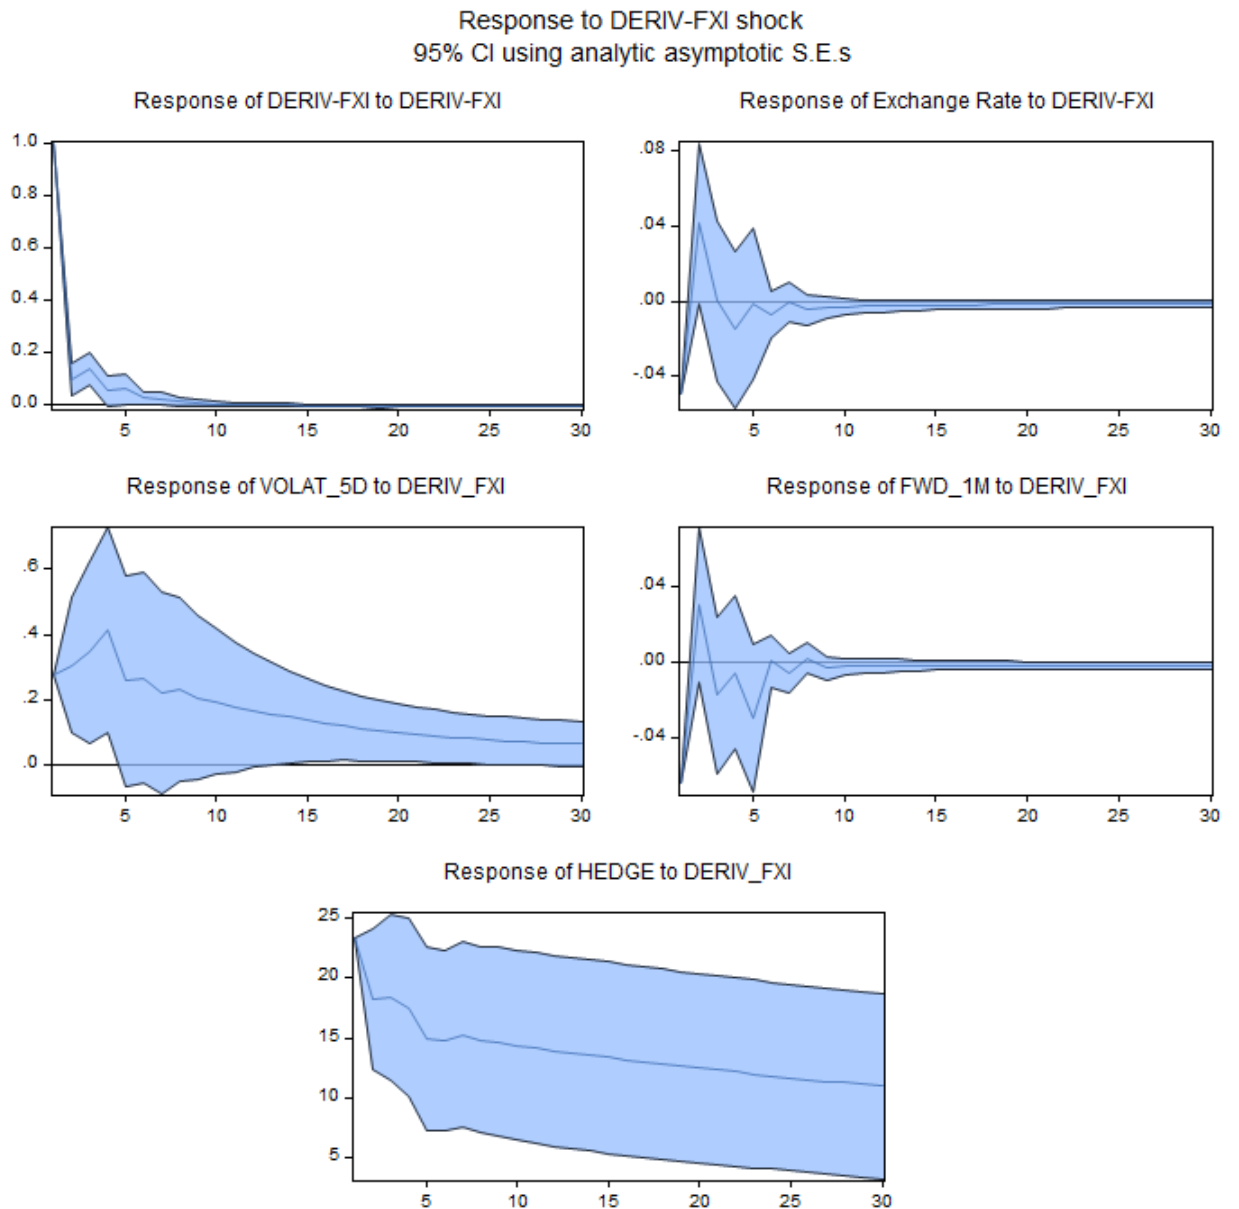 Response to DERIV-FXI shock
95% CI using analytic asymptotic S.E.s
Response of DERIV-FXI to DERIV-FXI
1.0
0.8
0.6
0.4
0.2
0.0
5 10 15 20 25 30
Response of Exchange Rate to DERIV-FXI
.08
.04
.00
-.04
5 10 15 20 25 30
Response of VOLAT_5D to DERIV_FXI
.6
.4
.2
.0
5 10 15 20 25 30
Response of FWD_1M to DERIV_FXI
.04
.00
-.04
5 10 15 20 25 30
Response of HEDGE to DERIV_FXI
25
20
15
10
5
5 10 15 20 25 30